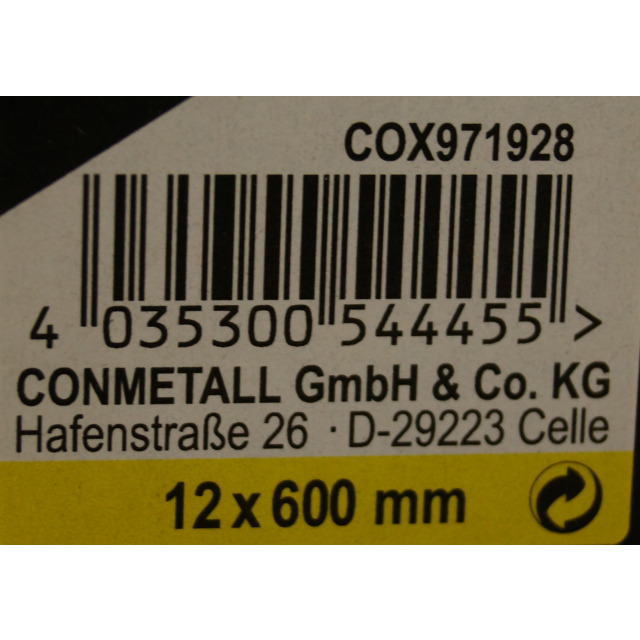 COX971928
4 035300 544455 >
CONMETALL GmbH & Co. KG
Hafenstraße 26 · D-29223 Celle
12 x 600 mm